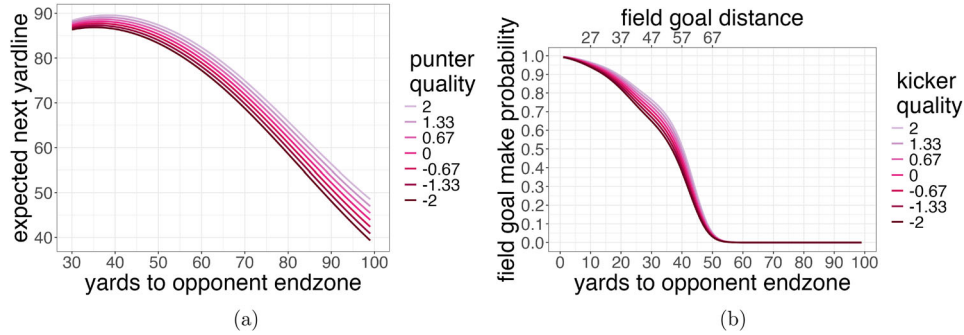 expected next yardline
90
80
70
60
50
40
30 40 50 60 70 80 90 100
yards to opponent endzone
punter
quality
2
1.33
0.67
0
-0.67
-1.33
-2
(a)
field goal distance
27 37 47 57 67
field goal make probability
1.0
0.9
0.8
0.7
0.6
0.5
0.4
0.3
0.2
0.1
0.0
0 10 20 30 40 50 60 70 80 90 100
yards to opponent endzone
kicker
quality
2
1.33
0.67
0
-0.67
-1.33
-2
(b)